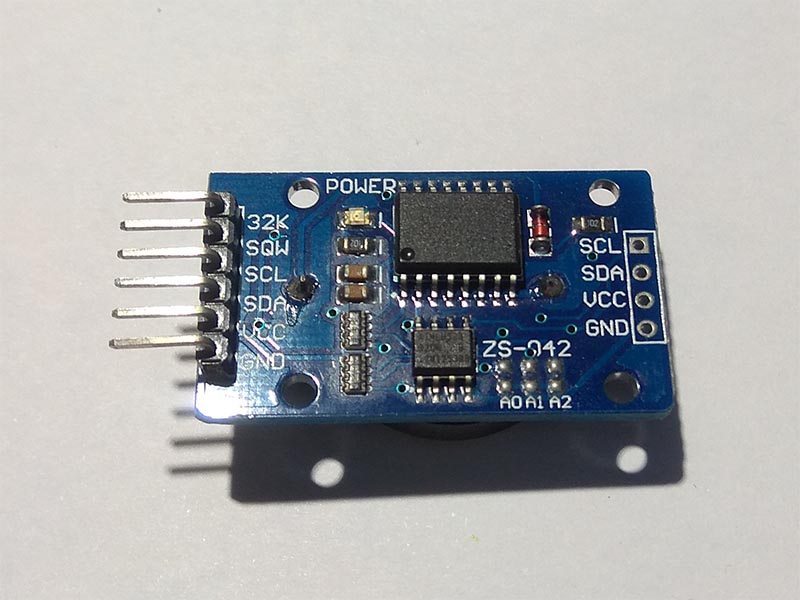 POWER
32K
SQW
SCL
SDA
VCC
GND
SCL
SDA
VCC
GND
ZS-042
A0 A1 A2